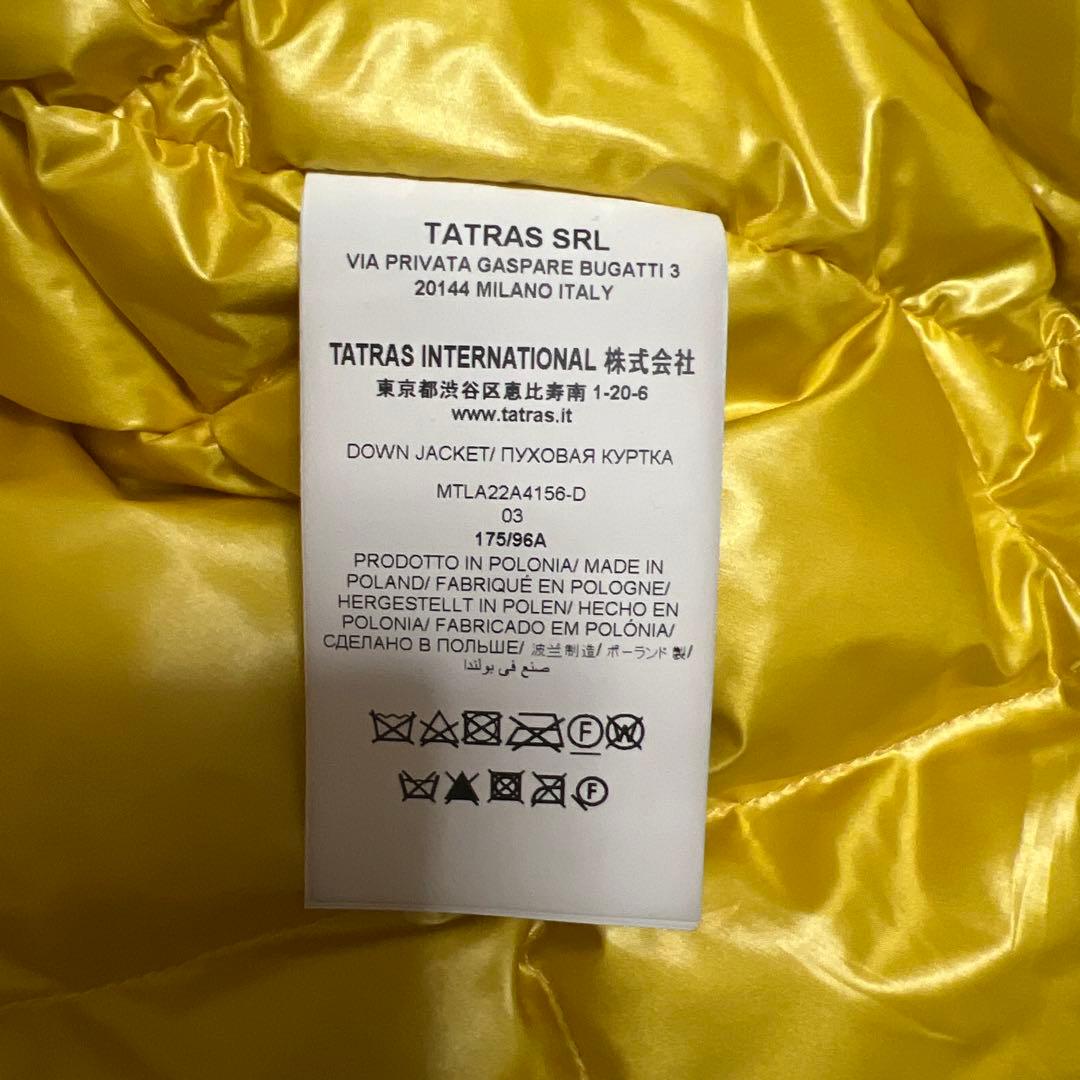 TATRAS SRL
VIA PRIVATA GASPARE BUGATTI 3
20144 MILANO ITALY
TATRAS INTERNATIONAL 株式会社
東京都渋谷区恵比寿南 1-20-6
www.tatras.it
DOWN JACKET/ ПУХОВАЯ КУРТКА
MTLA22A4156-D
03
175/96A
PRODOTTO IN POLONIA/ MADE IN
POLAND/ FABRIQUÉ EN POLOGNE/
HERGESTELLT IN POLEN/ HECHO EN
POLONIA/ FABRICADO EM POLÓNIA/
СДЕЛАНО В ПОЛЬШЕ/ 波兰制造/ ポーランド 製/
صنع في بولندا
F W
F